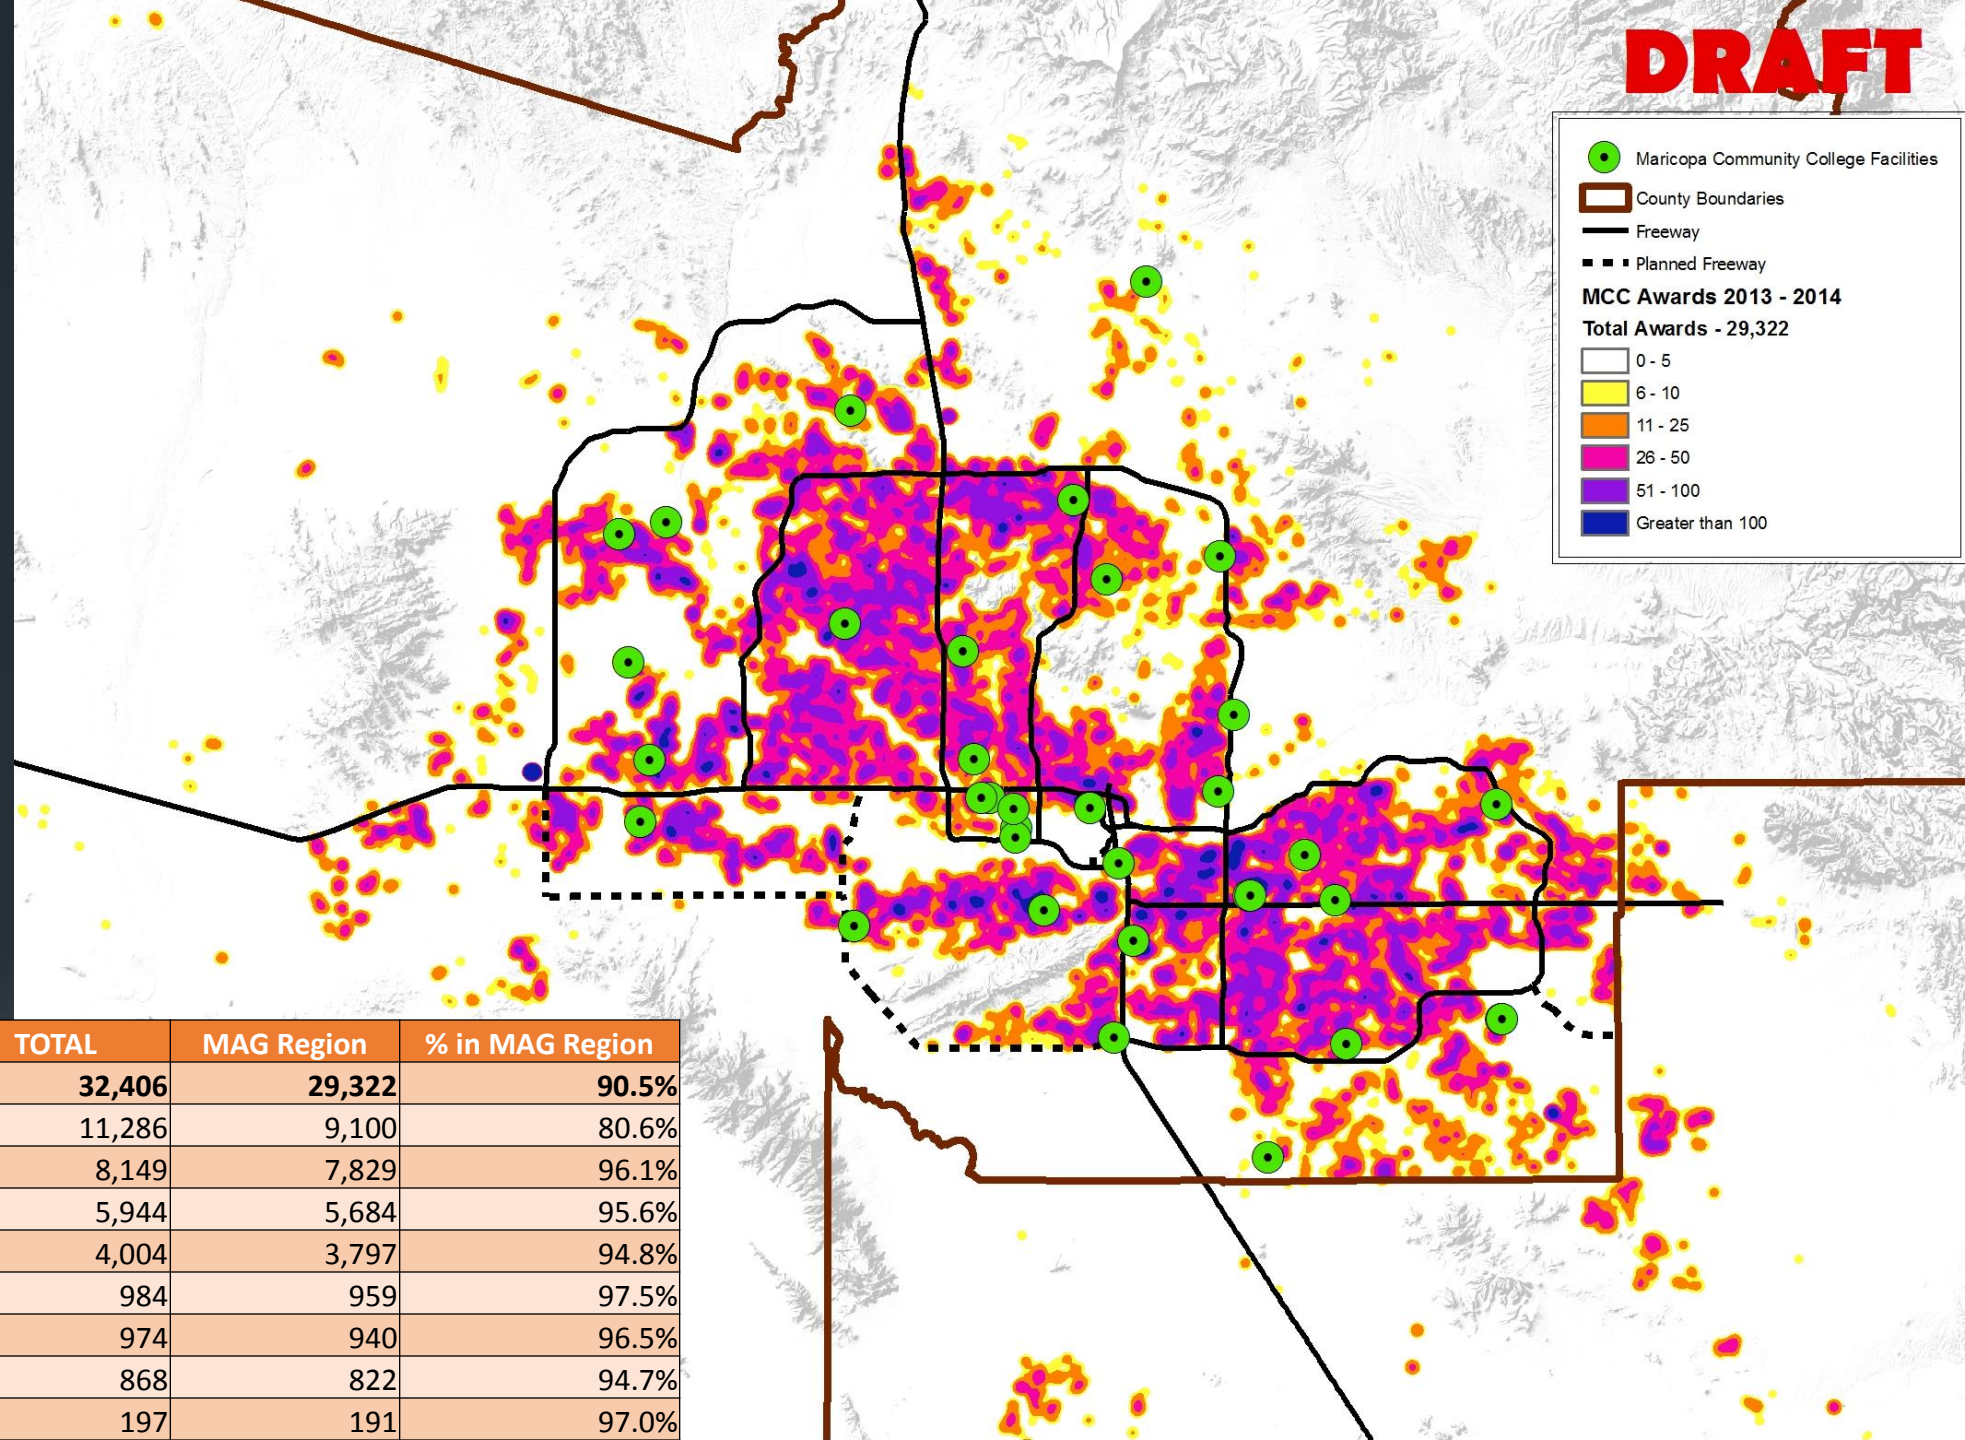 DRAFT
Maricopa Community College Facilities
County Boundaries
Freeway
Planned Freeway
MCC Awards 2013 - 2014
Total Awards - 29,322
0 - 5
6 - 10
11 - 25
26 - 50
51 - 100
Greater than 100
TOTAL MAG Region % in MAG Region
32,406 29,322 90.5%
11,286 9,100 80.6%
8,149 7,829 96.1%
5,944 5,684 95.6%
4,004 3,797 94.8%
984 959 97.5%
974 940 96.5%
868 822 94.7%
197 191 97.0%